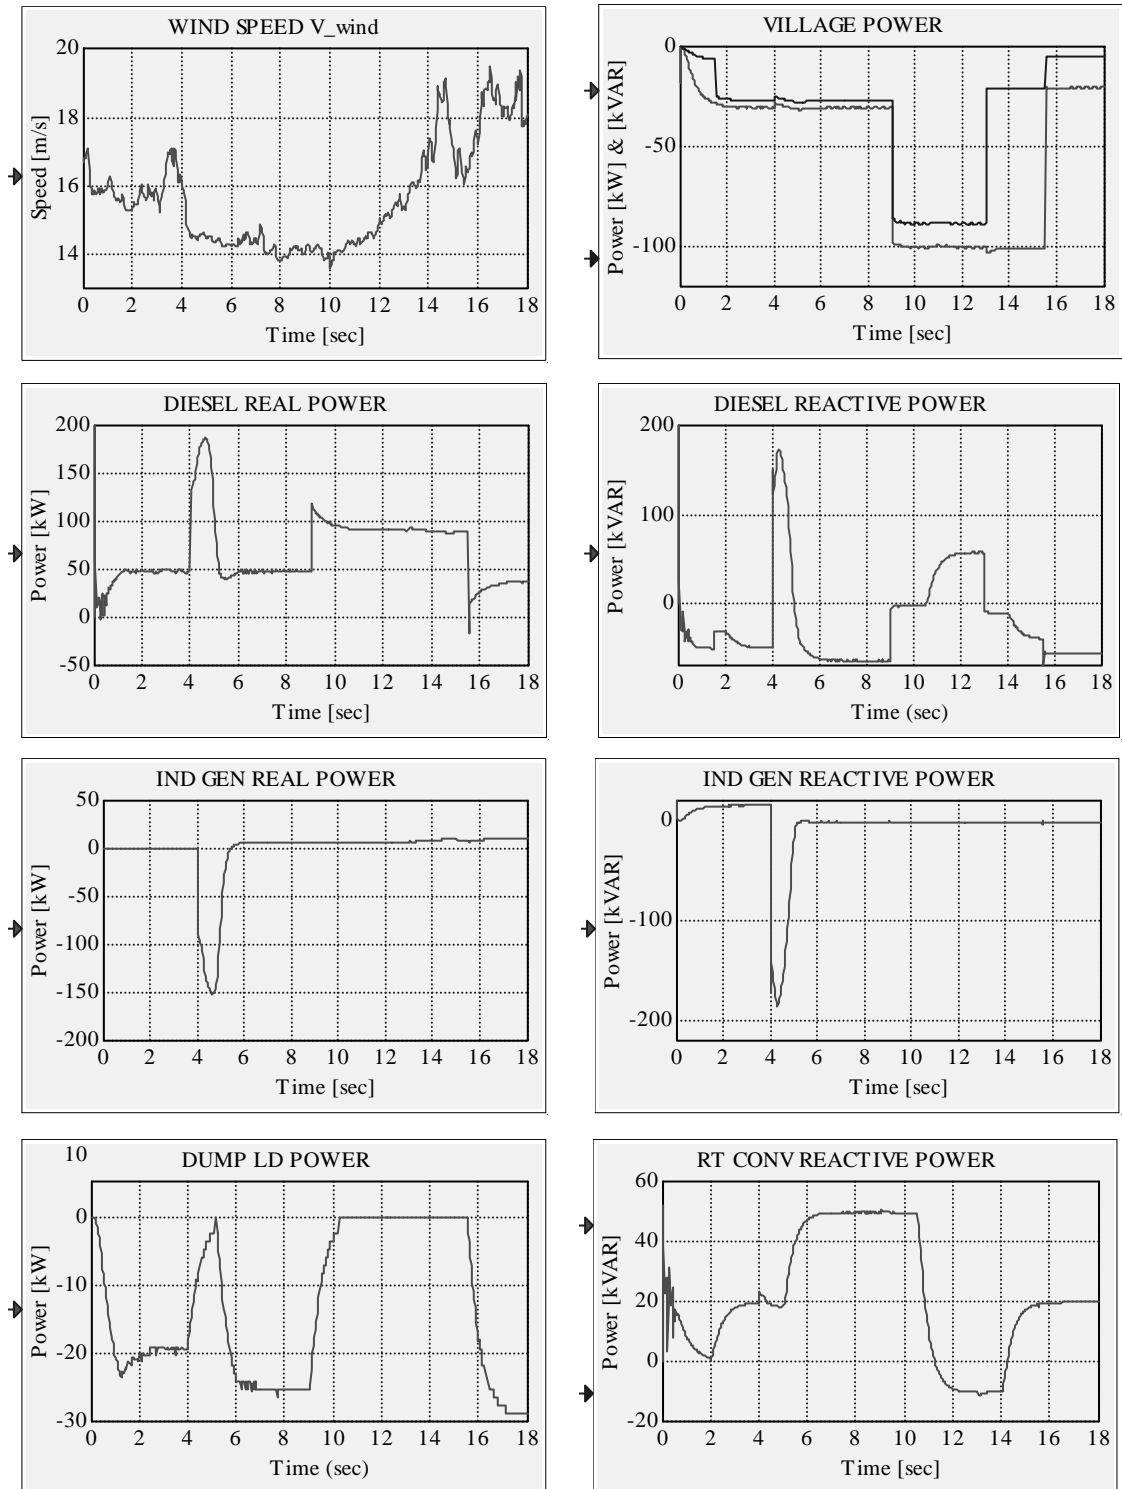 WIND SPEED V_wind
20
18
16
14
Speed [m/s]
0 2 4 6 8 10 12 14 16 18
Time [sec]
VILLAGE POWER
0
-50
-100
Power [kW] & [kVAR]
0 2 4 6 8 10 12 14 16 18
Time [sec]
DIESEL REAL POWER
200
150
100
50
0
-50
Power [kW]
0 2 4 6 8 10 12 14 16 18
Time [sec]
DIESEL REACTIVE POWER
200
100
0
Power [kVAR]
0 2 4 6 8 10 12 14 16 18
Time (sec)
IND GEN REAL POWER
50
0
-50
-100
-150
-200
Power [kW]
0 2 4 6 8 10 12 14 16 18
Time [sec]
IND GEN REACTIVE POWER
0
-100
-200
Power [kVAR]
0 2 4 6 8 10 12 14 16 18
Time [sec]
DUMP LD POWER
10
0
-10
-20
-30
Power [kW]
0 2 4 6 8 10 12 14 16 18
Time (sec)
RT CONV REACTIVE POWER
60
40
20
0
-20
Power [kVAR]
0 2 4 6 8 10 12 14 16 18
Time [sec]